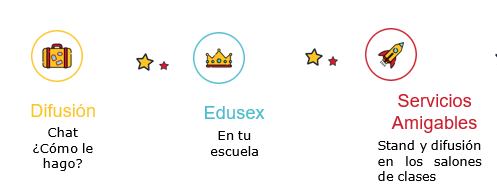 Difusión
Chat
¿Cómo le
hago?
Edusex
En tu
escuela
Servicios
Amigables
Stand y difusión
en los salones
de clases